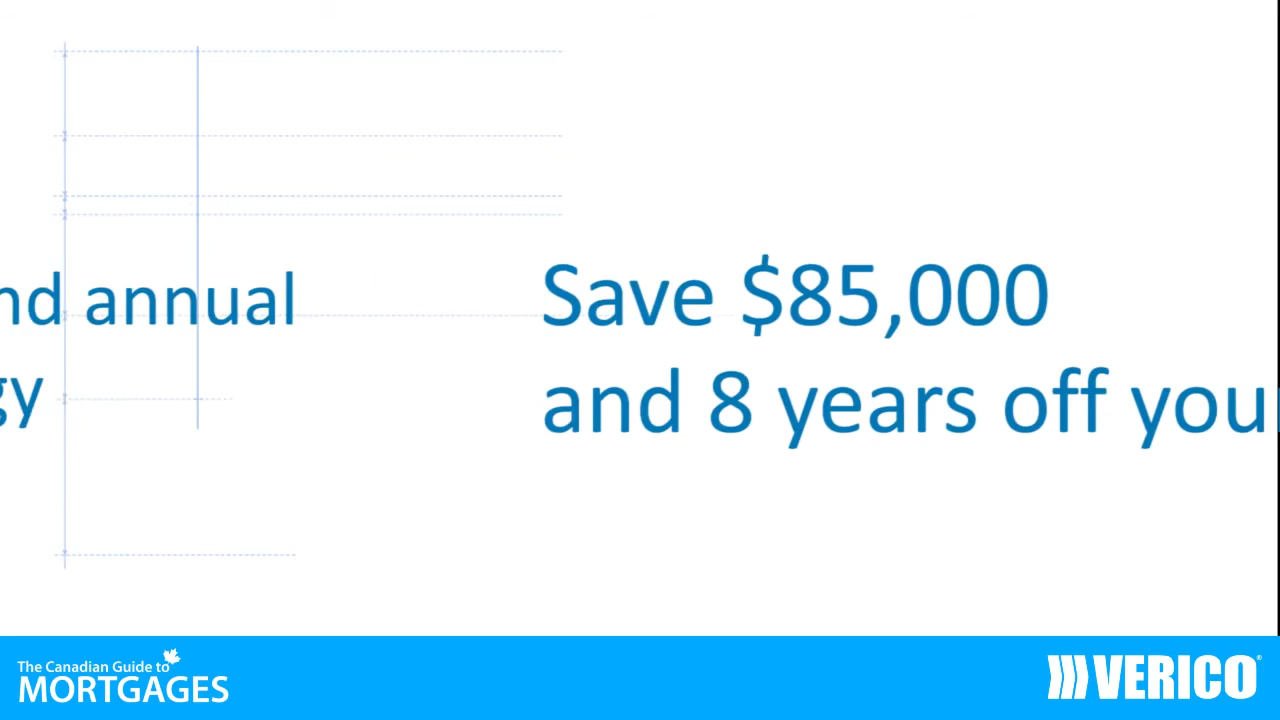 nd annual
gy
Save $85,000
and 8 years off you
The Canadian Guide to
MORTGAGES
VERICO®